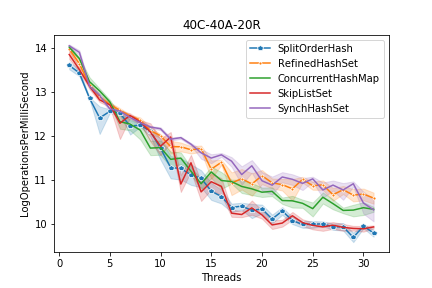 40C-40A-20R
SplitOrderHash
RefinedHashSet
ConcurrentHashMap
SkipListSet
SynchHashSet
LogOperationsPerMilliSecond
14
13
12
11
10
0 5 10 15 20 25 30
Threads